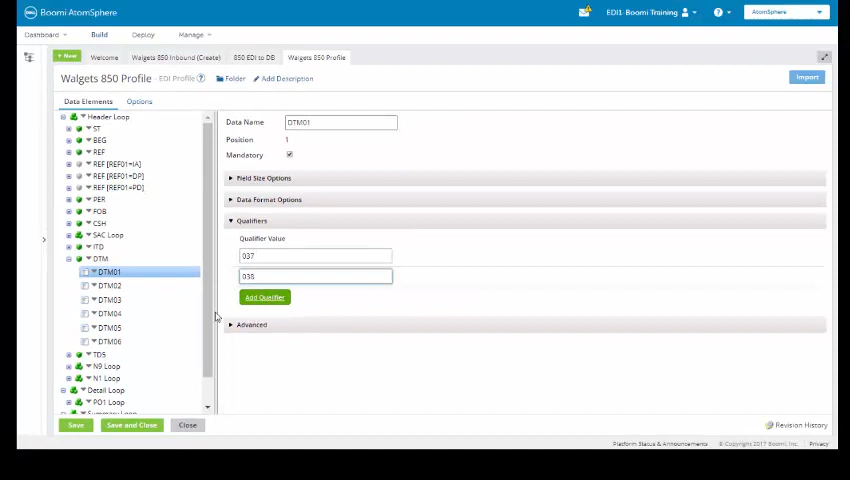 DELL Boomi AtomSphere EDI1-Boomi Training AtomSphere
Dashboard Build Deploy Manage
+ New Welcome Walgets 850 Inbound (Create) 850 EDI to DB Walgets 850 Profile
Walgets 850 Profile - EDI Profile Folder Add Description Import
Data Elements Options
Header Loop
ST
BEG
REF
REF [REF01=IA]
REF [REF01=DP]
REF [REF01=PD]
PER
FOB
CSH
SAC Loop
ITD
DTM
DTM01
DTM02
DTM03
DTM04
DTM05
DTM06
TDS
N9 Loop
N1 Loop
Detail Loop
PO1 Loop
Summary Loop
Data Name DTM01
Position 1
Mandatory
Field Size Options
Data Format Options
Qualifiers
Qualifier Value
037
038
Add Qualifier
Advanced
Save Save and Close Close Revision History
Platform Status & Announcements © Copyright 2017 Boomi, Inc. Privacy